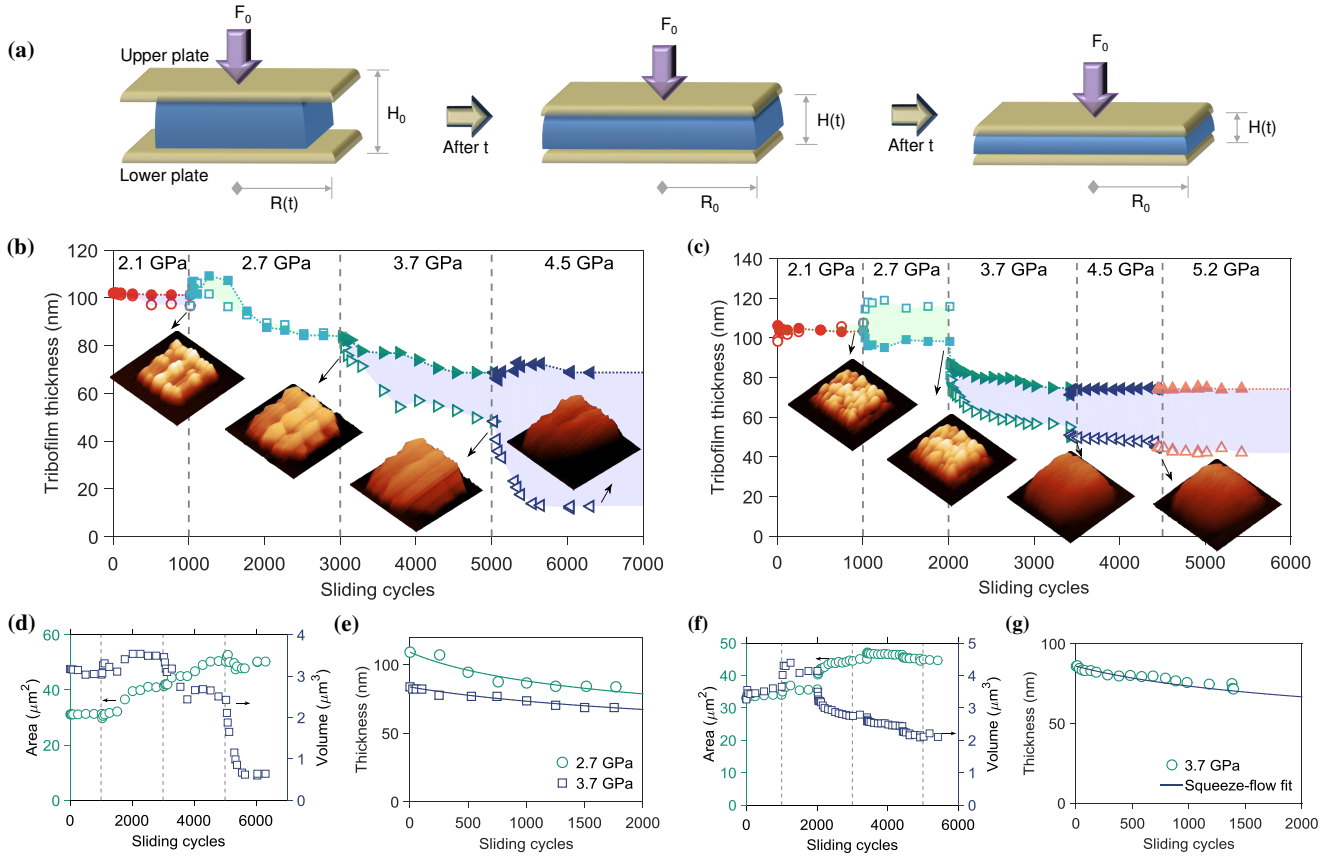 (a)
F0
F0
F0
Upper plate
H0
H(t)
H(t)
After t
After t
Lower plate
R(t)
R0
R0
(b)
120
100
80
60
40
20
0
Tribofilm thickness (nm)
2.1 GPa
2.7 GPa
3.7 GPa
4.5 GPa
0
1000
2000
3000
4000
5000
6000
7000
Sliding cycles
(c)
140
120
100
80
60
40
20
0
Tribofilm thickness (nm)
2.1 GPa
2.7 GPa
3.7 GPa
4.5 GPa
5.2 GPa
0
1000
2000
3000
4000
5000
6000
Sliding cycles
(d)
60
40
20
0
Area (μm2)
4
3
2
1
0
Volume (μm3)
0
2000
4000
6000
Sliding cycles
(e)
100
50
0
Thickness (nm)
2.7 GPa
3.7 GPa
0
500
1000
1500
2000
Sliding cycles
(f)
50
40
30
20
10
0
Area (μm2)
5
4
3
2
1
0
Volume (μm3)
0
2000
4000
6000
Sliding cycles
(g)
100
50
0
Thickness (nm)
3.7 GPa
Squeeze-flow fit
0
500
1000
1500
2000
Sliding cycles